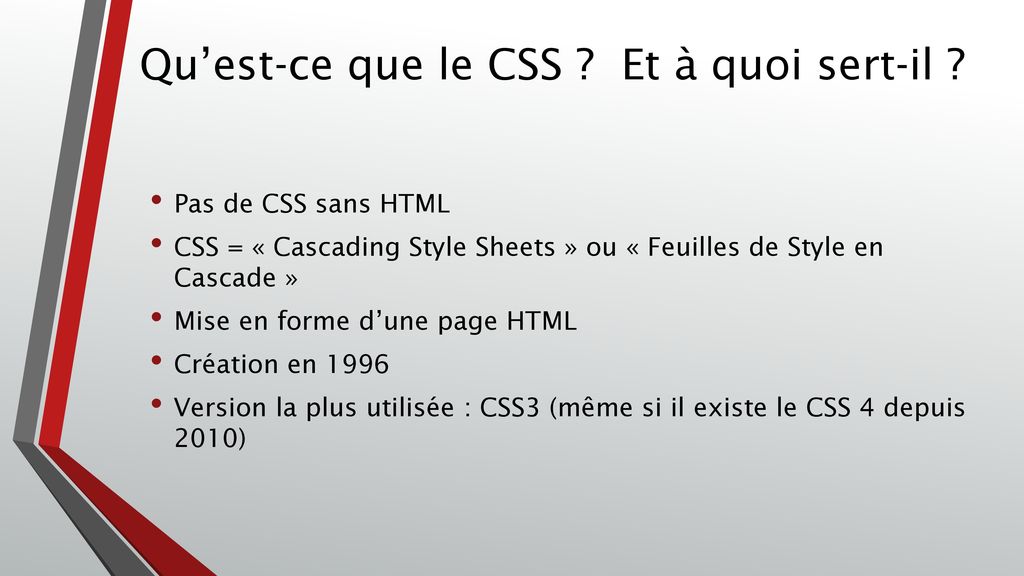 Qu’est-ce que le CSS ? Et à quoi sert-il ?
• Pas de CSS sans HTML
• CSS = « Cascading Style Sheets » ou « Feuilles de Style en
Cascade »
• Mise en forme d’une page HTML
• Création en 1996
• Version la plus utilisée : CSS3 (même si il existe le CSS 4 depuis
2010)